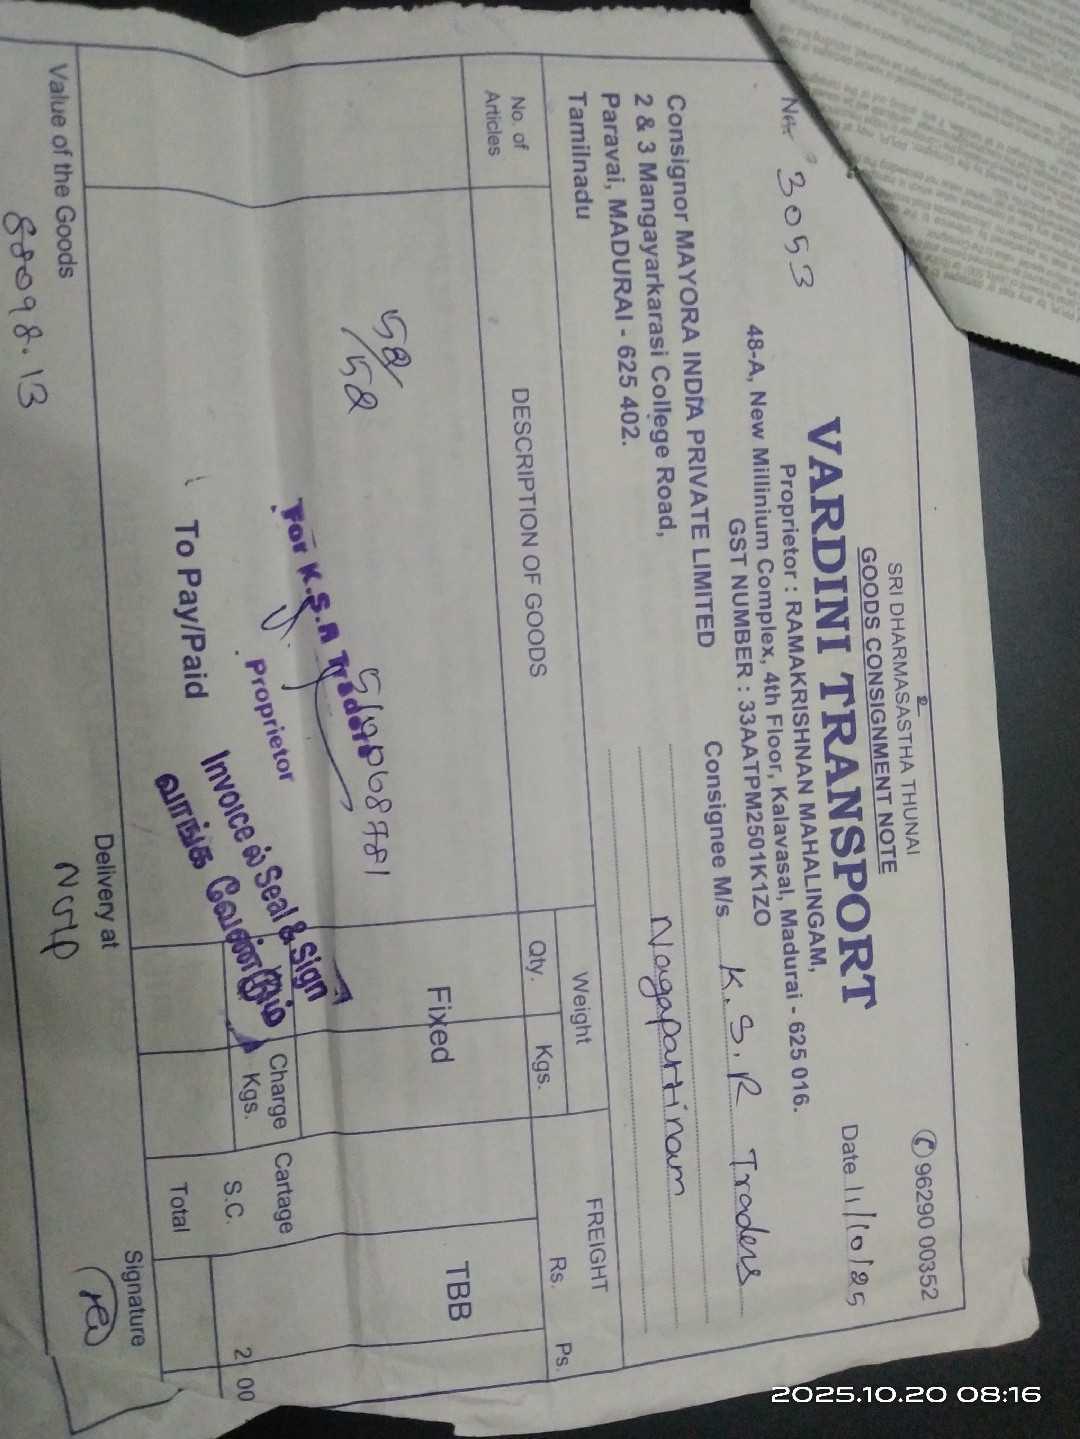 SRI DHARMASASTHA THUNAI
GOODS CONSIGNMENT NOTE
✆ 96290 00352
VARDINI TRANSPORT
No. 3053
Proprietor : RAMAKRISHNAN MAHALINGAM,
Date 11/10/25
48-A, New Millinium Complex, 4th Floor, Kalavasal, Madurai - 625 016.
GST NUMBER : 33AATPM2501K1ZO
Consignor MAYORA INDIA PRIVATE LIMITED
2 & 3 Mangayarkarasi College Road,
Paravai, MADURAI - 625 402.
Tamilnadu
Consignee M/s. K.S.R Traders
Nagapattinam
No. of Articles
DESCRIPTION OF GOODS
Weight
Qty.
Kgs.
FREIGHT
Rs.
Ps.
52/52
Fixed
TBB
For K.S.R Traders
Proprietor
Invoice ல் Seal & Sign
வாங்க வேண்டும்
To Pay/Paid
Charge
Kgs.
Cartage
S.C.
2 00
Total
Value of the Goods
88098.13
Delivery at
Signature
2025.10.20 08:16